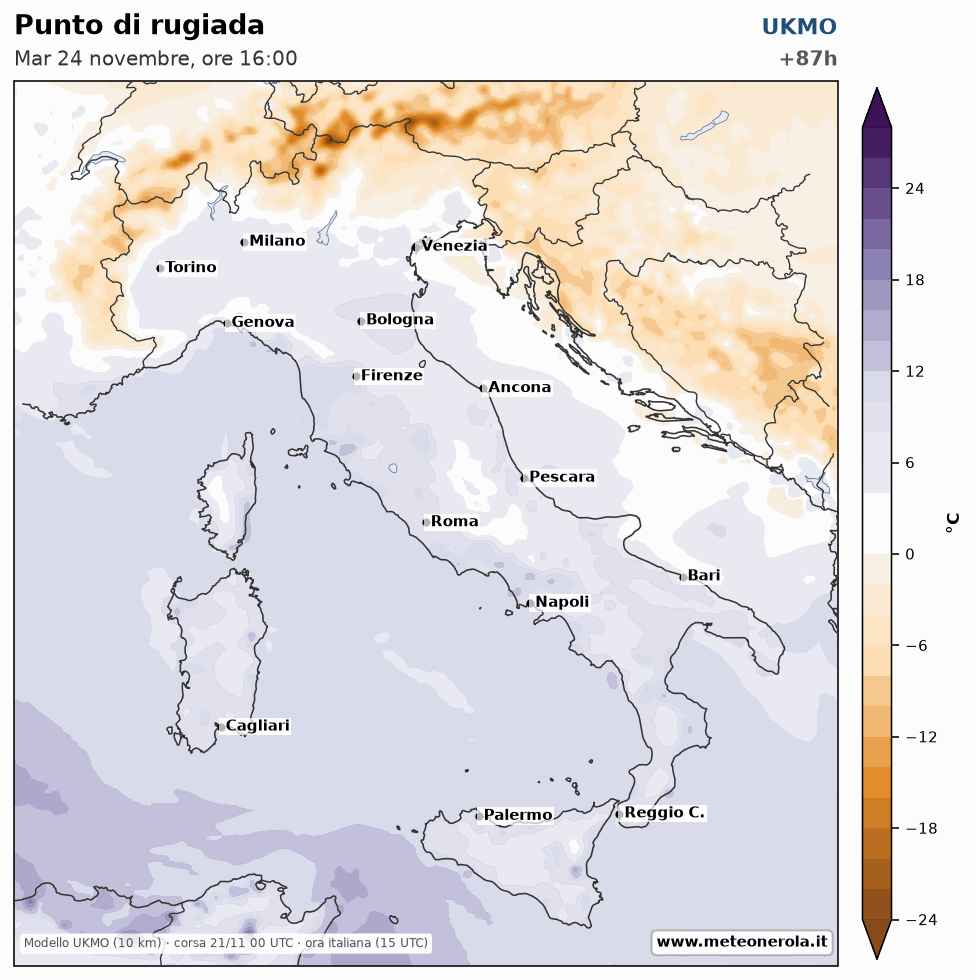 Punto di rugiada
UKMO
Mar 24 novembre, ore 16:00
+87h
Milano
Venezia
Torino
Genova
Bologna
Firenze
Ancona
Pescara
Roma
Bari
Napoli
Cagliari
Palermo
Reggio C.
24
18
12
6
0
−6
−12
−18
−24
°C
Modello UKMO (10 km) · corsa 21/11 00 UTC · ora italiana (15 UTC)
www.meteonerola.it